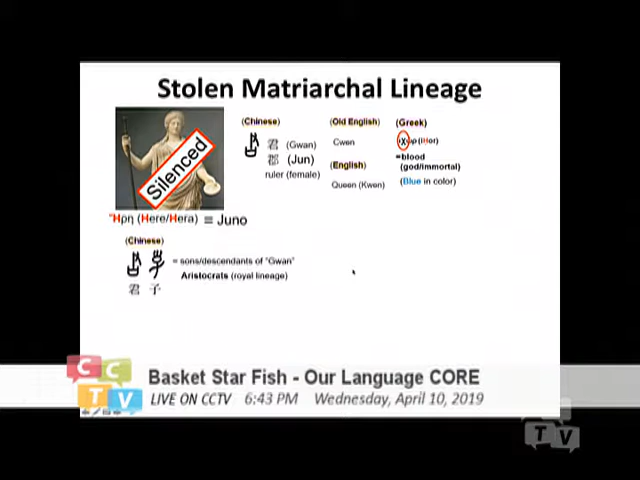 Stolen Matriarchal Lineage
Silenced
(Chinese)
君 (Gwan)
郡 (Jun)
ruler (female)
(Old English)
Cwen
(English)
Queen (Kwen)
(Greek)
=blood
(god/immortal)
(Blue in color)
Ἥρη (Here/Hera) = Juno
(Chinese)
君 子
= sons/descendants of "Gwan"
Aristocrats (royal lineage)
CCTV
Basket Star Fish - Our Language CORE
LIVE ON CCTV 6:43 PM Wednesday, April 10, 2019
TV